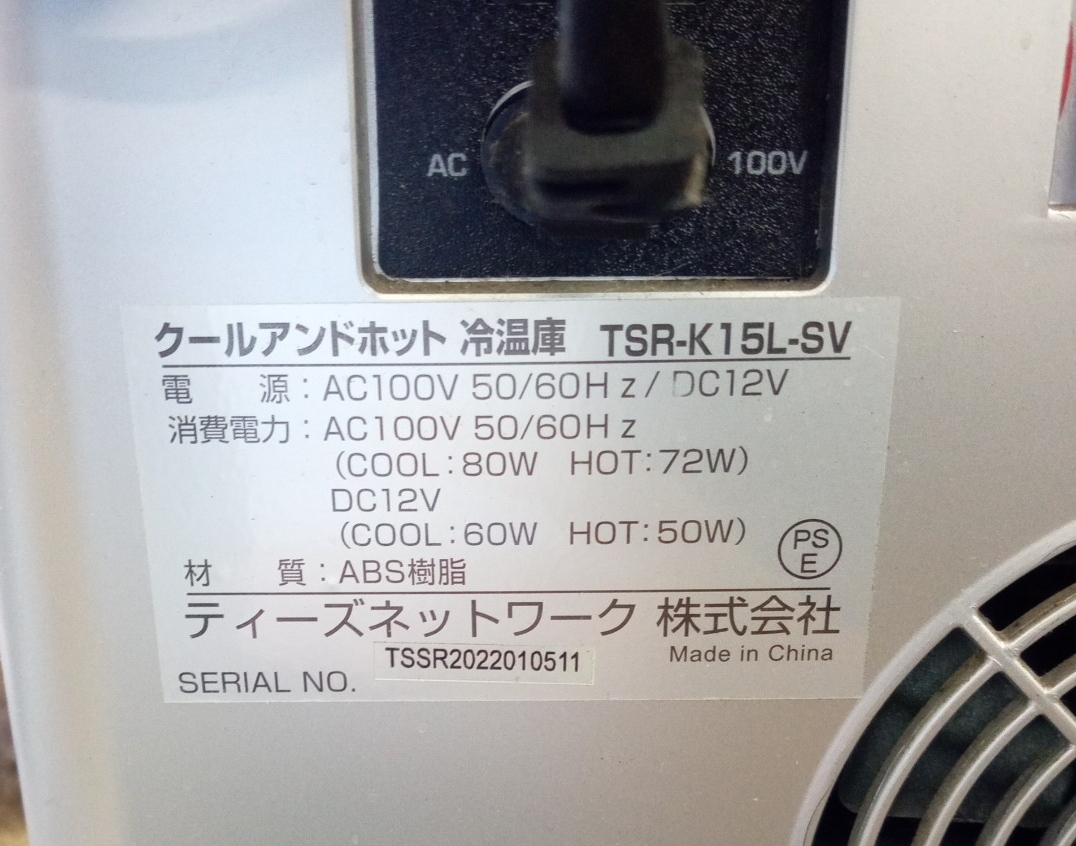 AC 100V
クールアンドホット 冷温庫 TSR-K15L-SV
電 源：AC100V 50/60Hz / DC12V
消費電力：AC100V 50/60Hz
(COOL：80W HOT：72W)
DC12V
(COOL：60W HOT：50W)
PS
E
材 質：ABS樹脂
ティーズネットワーク 株式会社
Made in China
SERIAL NO. TSSR2022010511